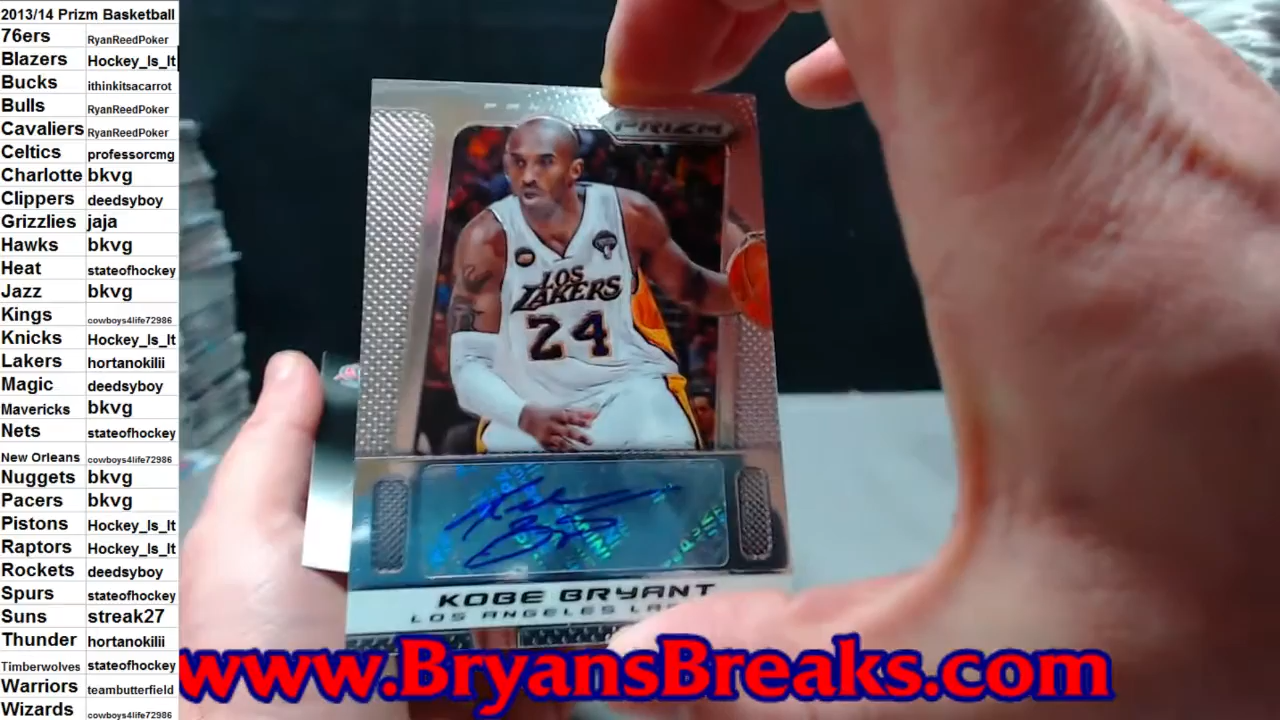 2013/14 Prizm Basketball
76ers RyanReedPoker
Blazers Hockey_Is_It
Bucks ithinkitsacarrot
Bulls RyanReedPoker
Cavaliers RyanReedPoker
Celtics professorcmg
Charlotte bkvg
Clippers deedsyboy
Grizzlies jaja
Hawks bkvg
Heat stateofhockey
Jazz bkvg
Kings cowboys4life72986
Knicks Hockey_Is_It
Lakers hortanokilii
Magic deedsyboy
Mavericks bkvg
Nets stateofhockey
New Orleans cowboys4life72986
Nuggets bkvg
Pacers bkvg
Pistons Hockey_Is_It
Raptors Hockey_Is_It
Rockets deedsyboy
Spurs stateofhockey
Suns streak27
Thunder hortanokilii
Timberwolves stateofhockey
Warriors teambutterfield
Wizards cowboys4life72986
PRIZM
LOS
LAKERS
24
KOBE BRYANT
LOS ANGELES
www.BryansBreaks.com